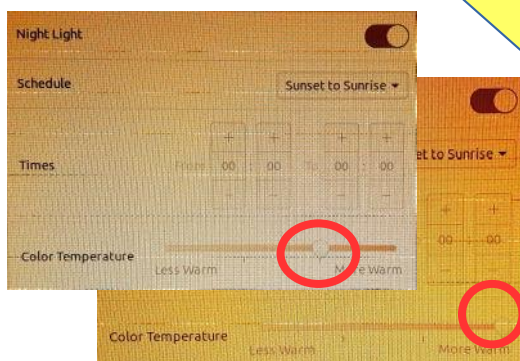 Night Light
Schedule Sunset to Sunrise
Times From 00 : 00 To 00 : 00
Color Temperature
Less Warm More Warm
et to Sunrise
00 00
Color Temperature
Less Warm More Warm